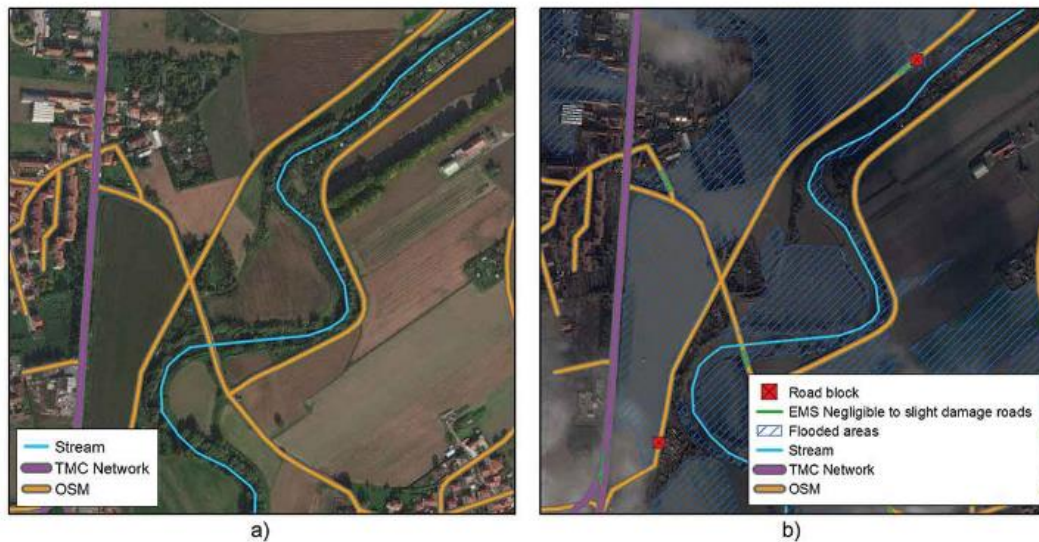 Stream
TMC Network
OSM
Road block
EMS Negligible to slight damage roads
Flooded areas
Stream
TMC Network
OSM
a)
b)